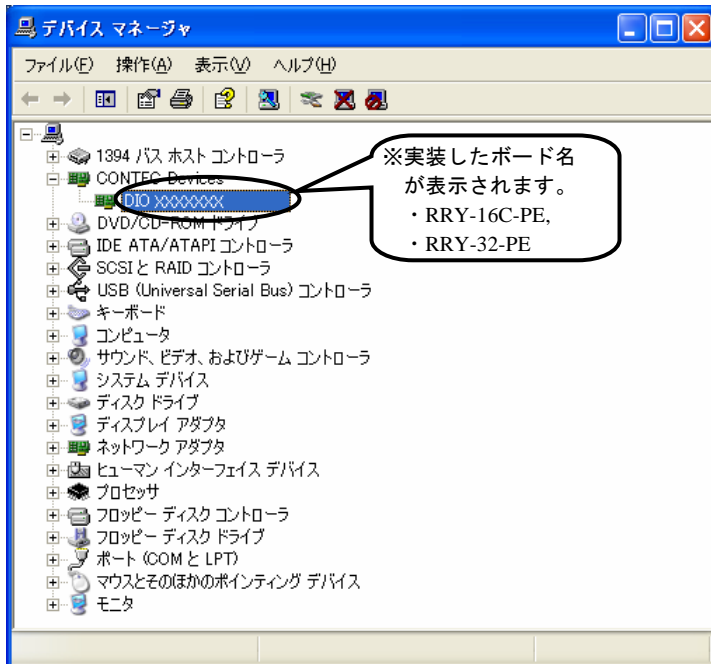 デバイス マネージャ
ファイル(F) 操作(A) 表示(V) ヘルプ(H)
1394 バス ホスト コントローラ
CONTEC Devices
DIO XXXXXXX
※実装したボード名
が表示されます。
・RRY-16C-PE,
・RRY-32-PE
DVD/CD-ROM ドライブ
IDE ATA/ATAPI コントローラ
SCSI と RAID コントローラ
USB (Universal Serial Bus) コントローラ
キーボード
コンピュータ
サウンド、ビデオ、およびゲーム コントローラ
システム デバイス
ディスク ドライブ
ディスプレイ アダプタ
ネットワーク アダプタ
ヒューマン インターフェイス デバイス
プロセッサ
フロッピー ディスク コントローラ
フロッピー ディスク ドライブ
ポート (COM と LPT)
マウスとそのほかのポインティング デバイス
モニタ